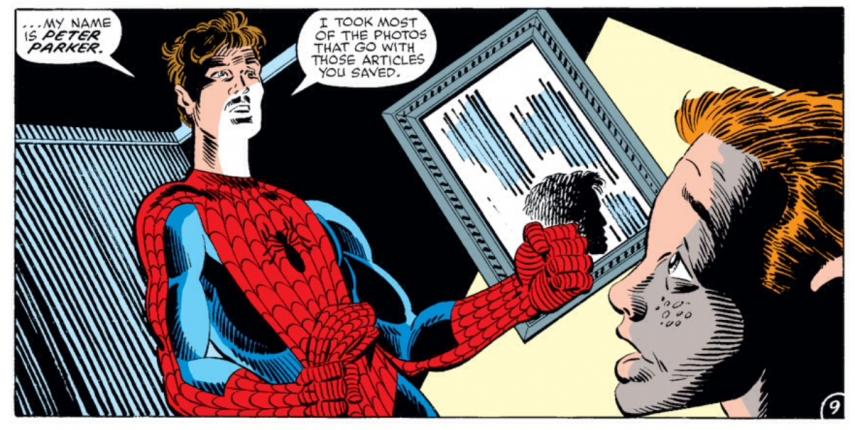 ...MY NAME
IS PETER
PARKER.
I TOOK MOST
OF THE PHOTOS
THAT GO WITH
THOSE ARTICLES
YOU SAVED.
9